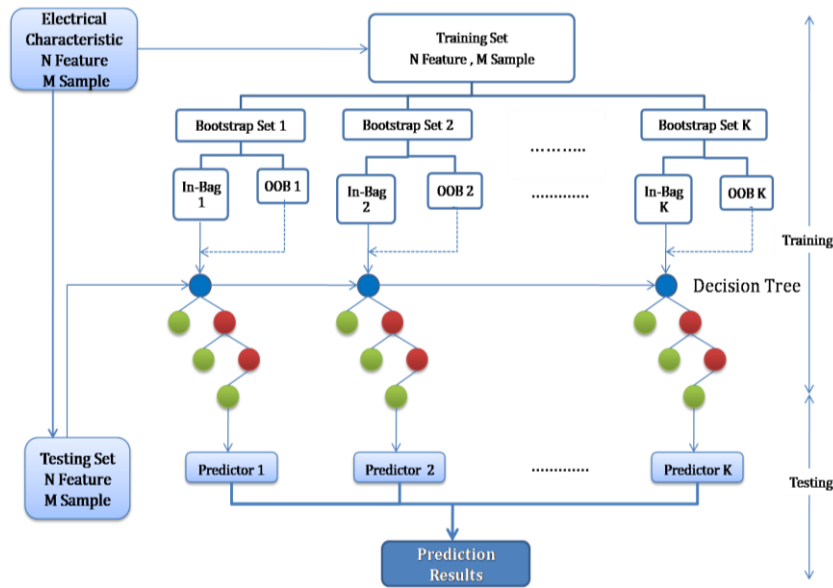 Electrical
Characteristic
N Feature
M Sample
Training Set
N Feature , M Sample
Bootstrap Set 1
Bootstrap Set 2
………..
Bootstrap Set K
In-Bag
1
OOB 1
In-Bag
2
OOB 2
.............
In-Bag
K
OOB K
Training
Decision Tree
Testing Set
N Feature
M Sample
Predictor 1
Predictor 2
.............
Predictor K
Testing
Prediction
Results